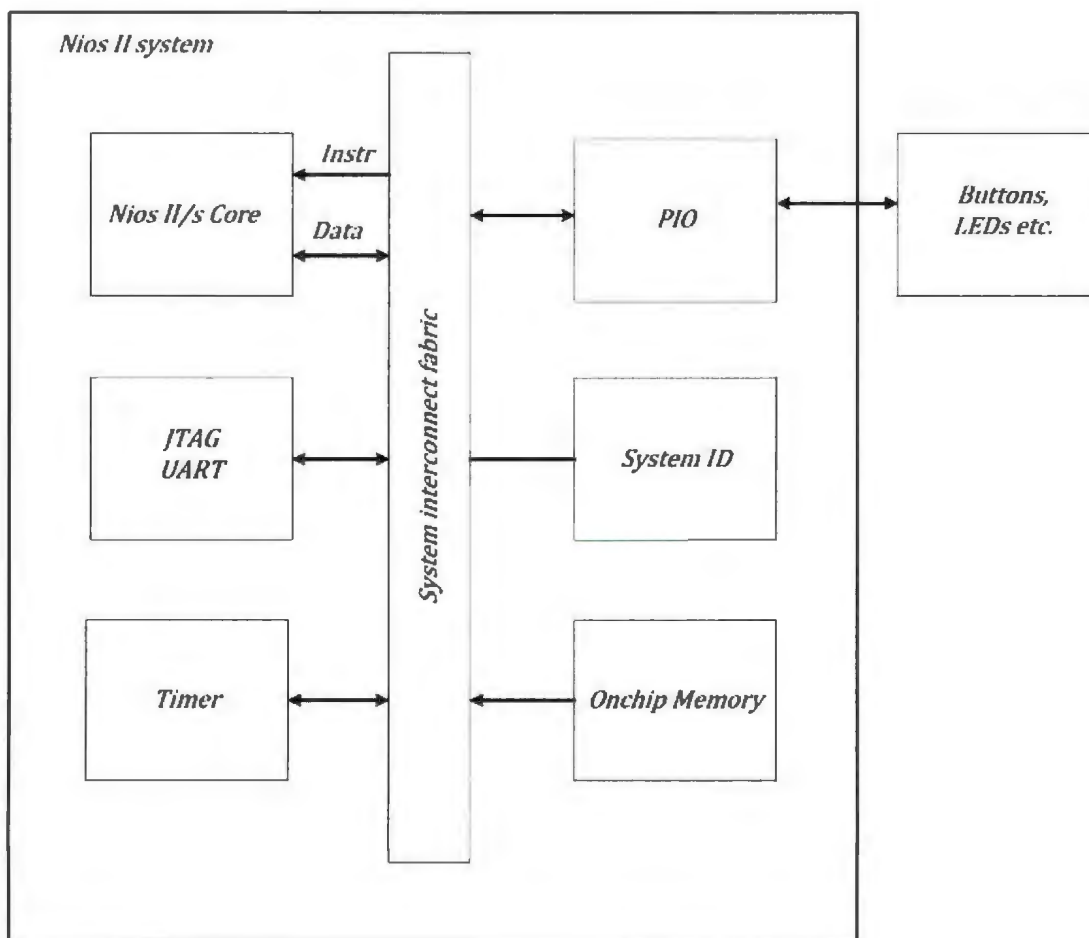 Nios II system
Instr
Nios II/s Core
Data
PIO
Buttons,
LEDs etc.
System interconnect fabric
JTAG
UART
System ID
Timer
Onchip Memory